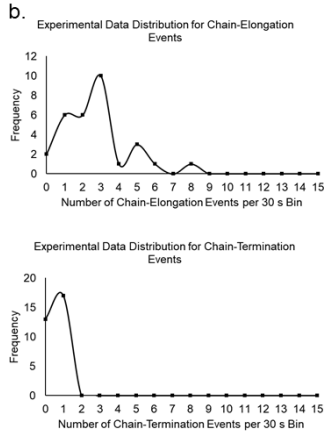 b.
Experimental Data Distribution for Chain-Elongation
Events
12
10
8
6
4
2
0
Frequency
0 1 2 3 4 5 6 7 8 9 10 11 12 13 14 15
Number of Chain-Elongation Events per 30 s Bin
Experimental Data Distribution for Chain-Termination
Events
20
15
10
5
0
Frequency
0 1 2 3 4 5 6 7 8 9 10 11 12 13 14 15
Number of Chain-Termination Events per 30 s Bin